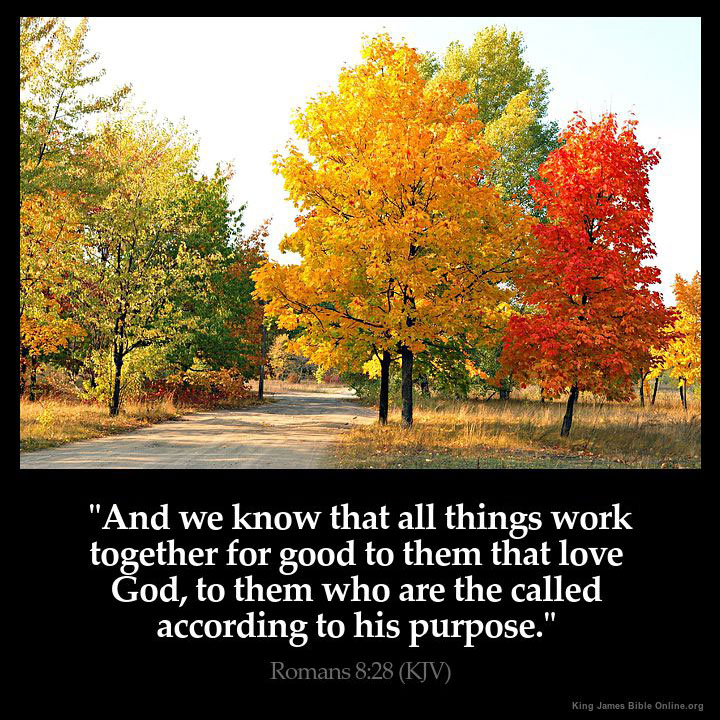 "And we know that all things work
together for good to them that love
God, to them who are the called
according to his purpose."
Romans 8:28 (KJV)
King James Bible Online.org